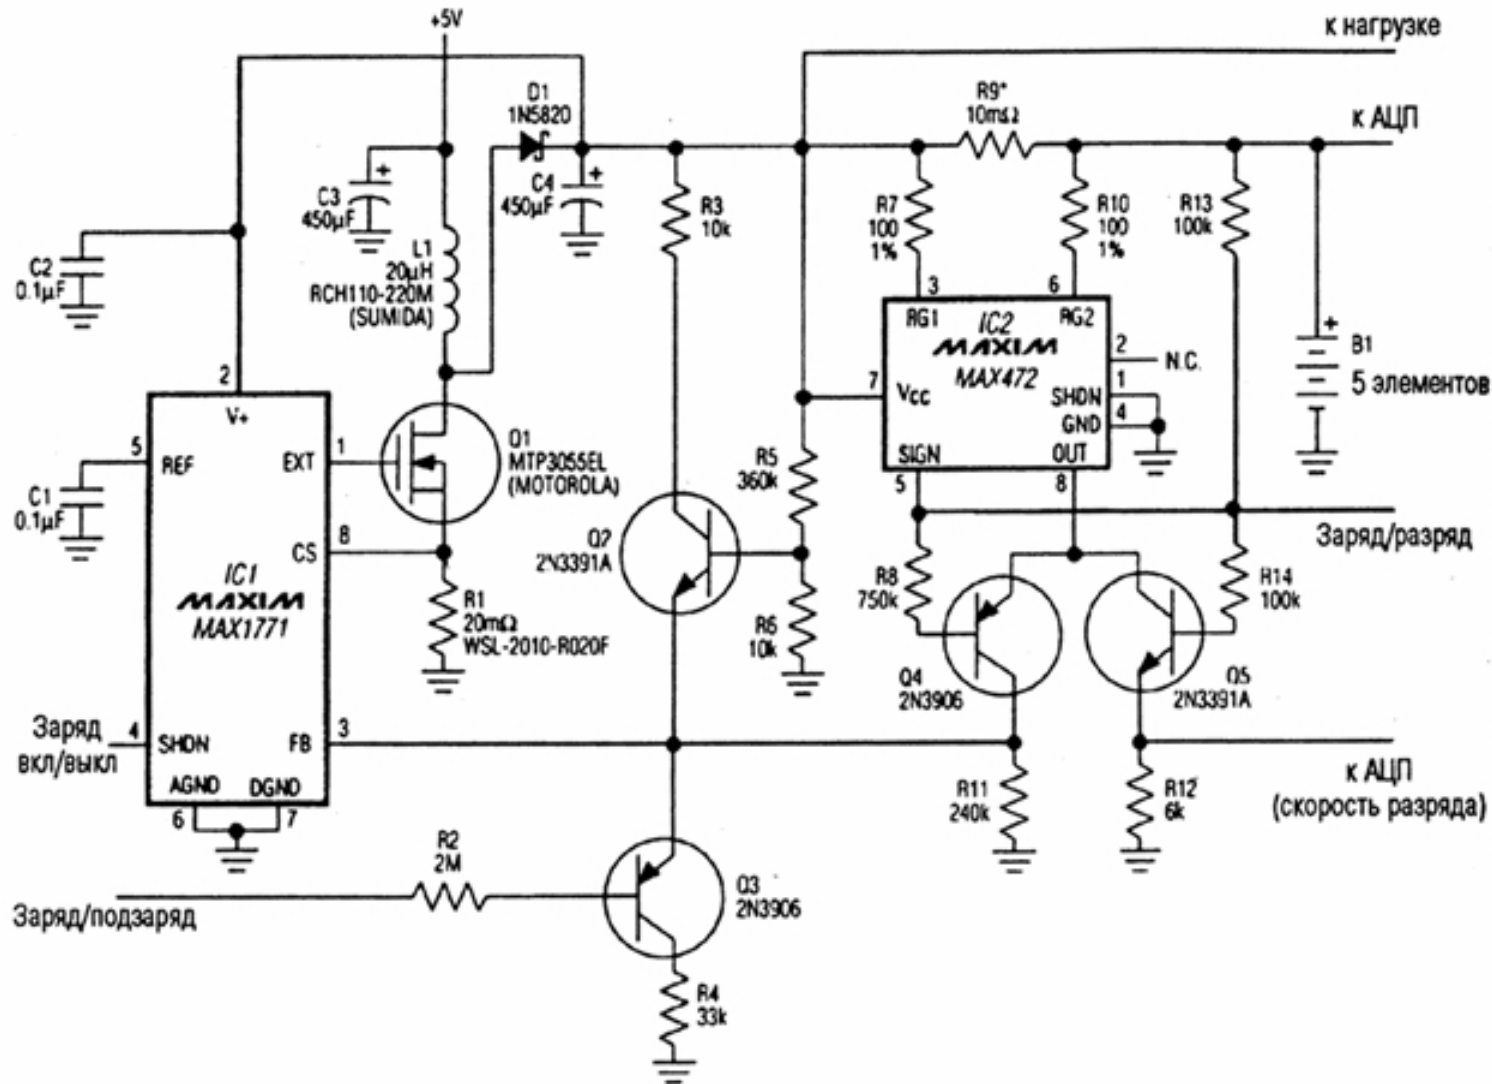 +5V
к нагрузке
D1
1N5820
R9*
10mΩ
к АЦП
C3
450μF
+
C4
450μF
+
R3
10k
R7
100
1%
R10
100
1%
R13
100k
C2
0.1μF
L1
20μH
RCH110-220M
(SUMIDA)
3
6
RG1
IC2
RG2
MAXIM
MAX472
2
N.C.
+
B1
5 элементов
7
VCC
SHDN
1
GND
4
SIGN
OUT
5
8
2
V+
5
REF
EXT
1
Q1
MTP3055EL
(MOTOROLA)
R5
360k
C1
0.1μF
CS
8
Q2
2N3391A
Заряд/разряд
IC1
MAXIM
MAX1771
R1
20mΩ
WSL-2010-R020F
R6
10k
R8
750k
R14
100k
Q4
2N3906
Q5
2N3391A
Заряд
вкл/выкл
4
SHDN
FB
3
AGND
DGND
6
7
R11
240k
R12
6k
к АЦП
(скорость разряда)
R2
2M
Заряд/подзаряд
Q3
2N3906
R4
33k